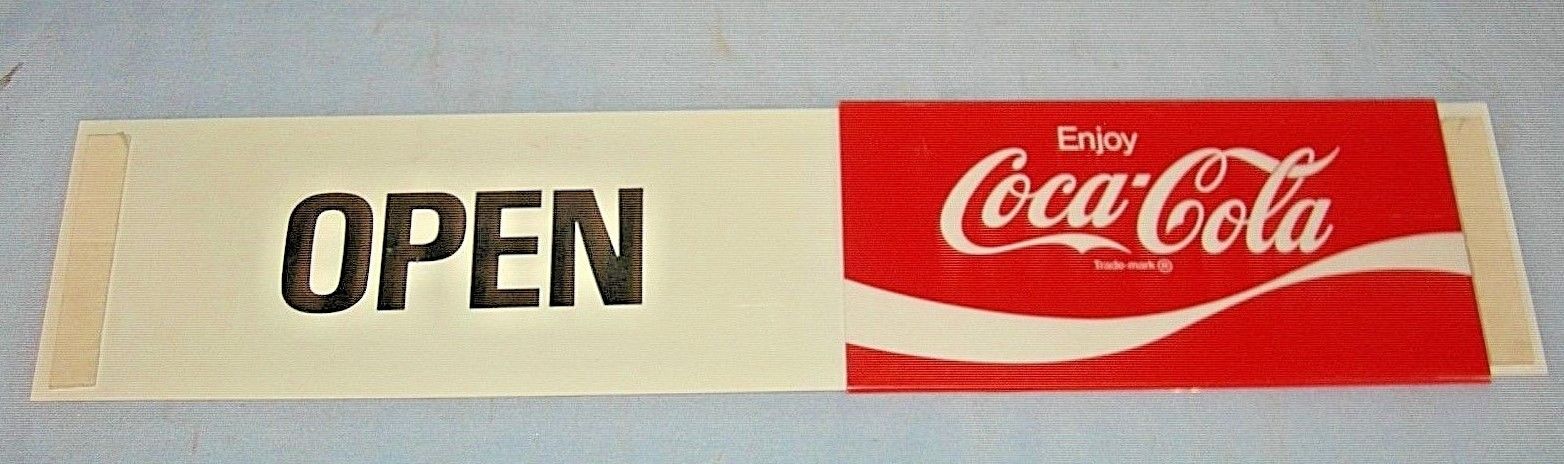 OPEN
Enjoy
Coca-Cola
Trade-mark ®